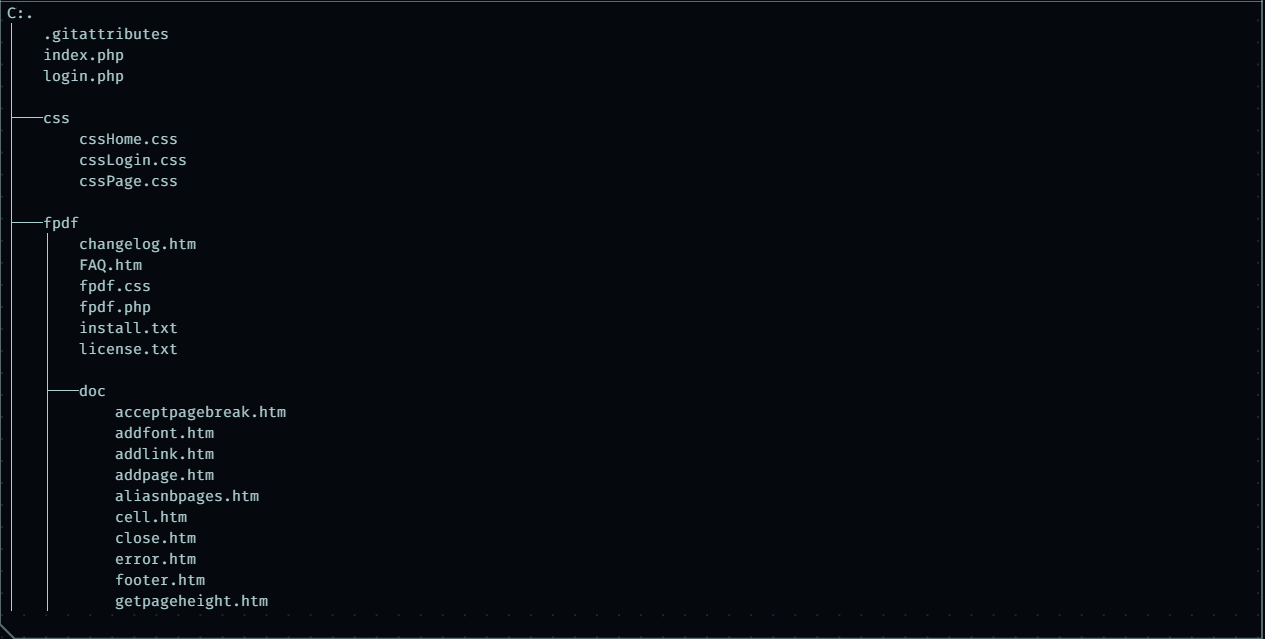 C:.
.gitattributes
index.php
login.php
css
cssHome.css
cssLogin.css
cssPage.css
fpdf
changelog.htm
FAQ.htm
fpdf.css
fpdf.php
install.txt
license.txt
doc
acceptpagebreak.htm
addfont.htm
addlink.htm
addpage.htm
aliasnbpages.htm
cell.htm
close.htm
error.htm
footer.htm
getpageheight.htm